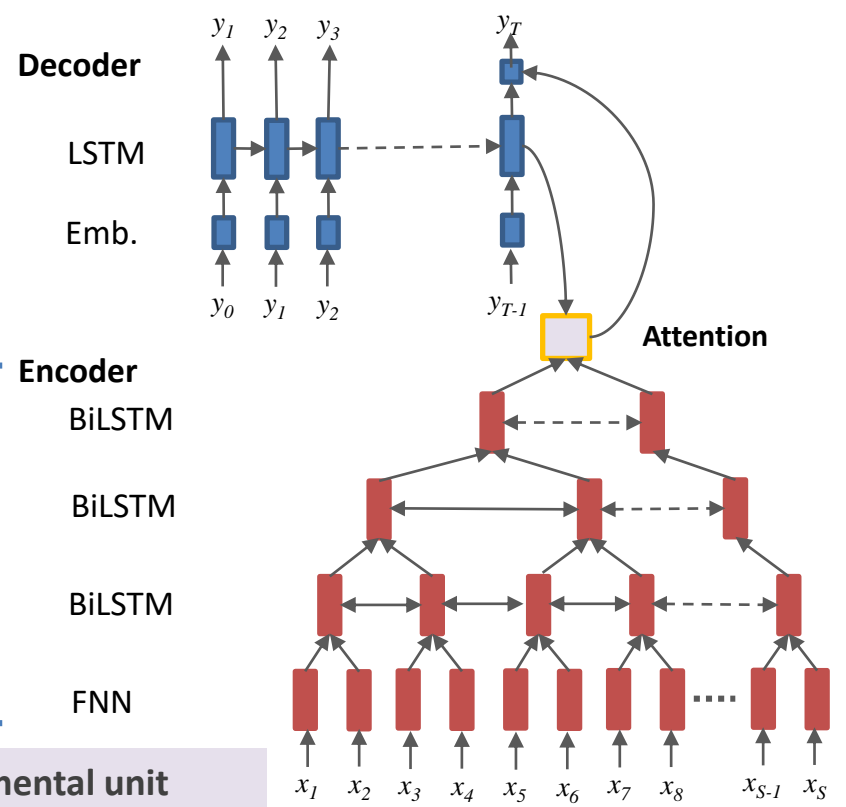 y1 y2 y3 yT
Decoder
LSTM
Emb.
y0 y1 y2 yT-1
Attention
Encoder
BiLSTM
BiLSTM
BiLSTM
FNN
x1 x2 x3 x4 x5 x6 x7 x8 xS-1 xS
mental unit